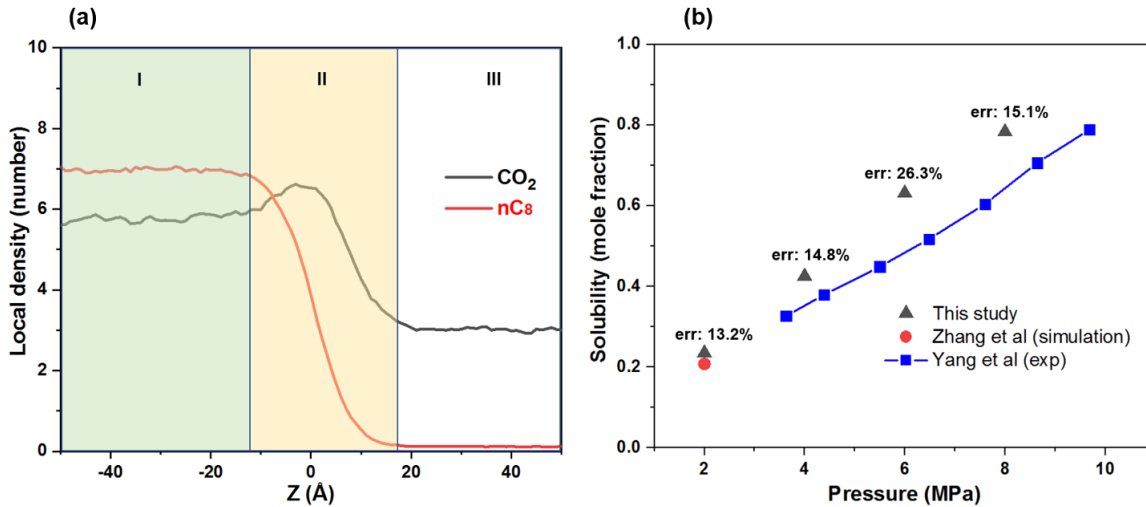 (a)
10
8
6
4
2
0
Local density (number)
I
II
III
CO₂
nC₈
-40
-20
0
20
40
Z (Å)
(b)
1.0
0.8
0.6
0.4
0.2
0.0
Solubility (mole fraction)
err: 15.1%
err: 26.3%
err: 14.8%
err: 13.2%
This study
Zhang et al (simulation)
Yang et al (exp)
2
4
6
8
10
Pressure (MPa)